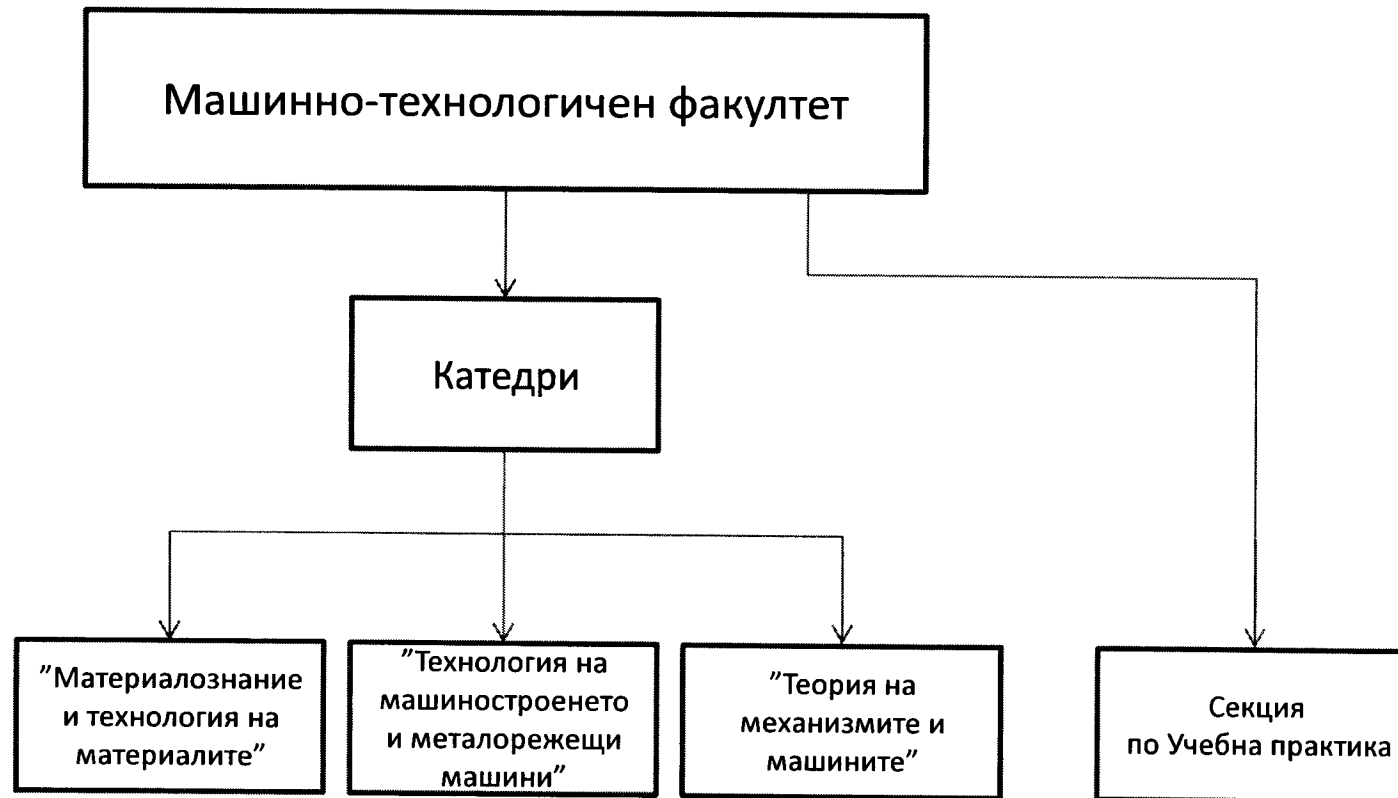 Машинно-технологичен факултет
Катедри
”Материалознание
и технология на
материалите”
”Технология на
машиностроенето
и металорежещи
машини”
”Теория на
механизмите и
машините”
Секция
по Учебна практика